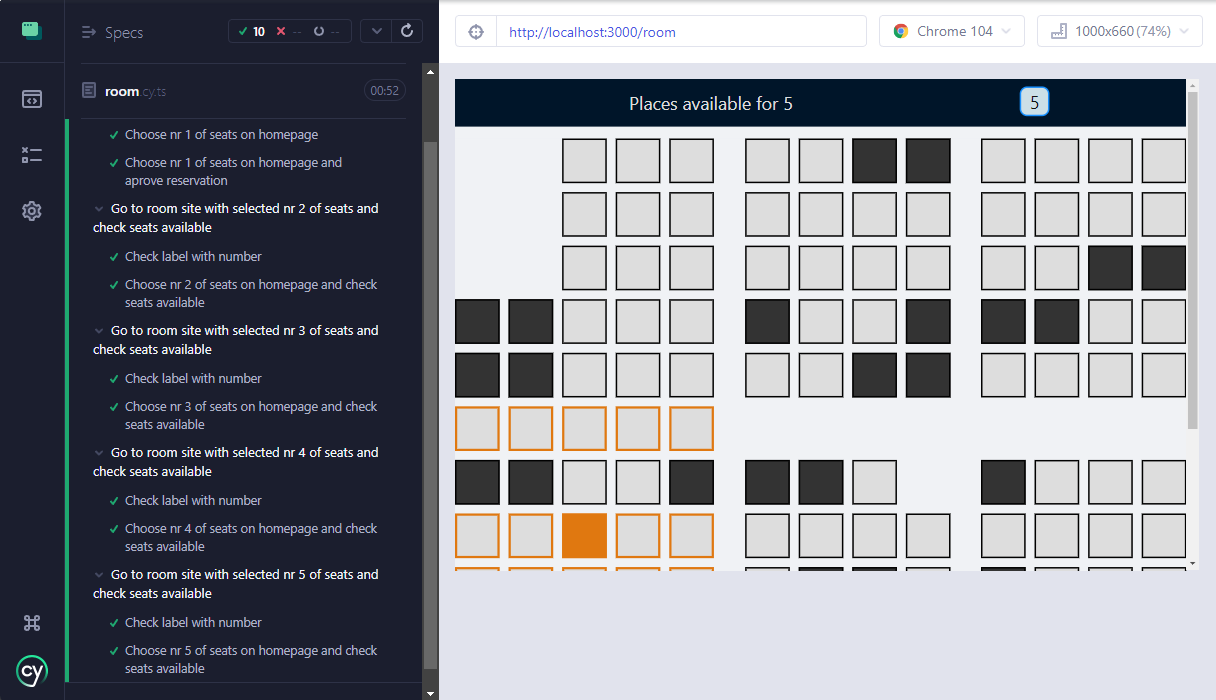 Specs
10
--
--
room.cy.ts
00:52
Choose nr 1 of seats on homepage
Choose nr 1 of seats on homepage and
aprove reservation
Go to room site with selected nr 2 of seats and
check seats available
Check label with number
Choose nr 2 of seats on homepage and check
seats available
Go to room site with selected nr 3 of seats and
check seats available
Check label with number
Choose nr 3 of seats on homepage and check
seats available
Go to room site with selected nr 4 of seats and
check seats available
Check label with number
Choose nr 4 of seats on homepage and check
seats available
Go to room site with selected nr 5 of seats and
check seats available
Check label with number
Choose nr 5 of seats on homepage and check
seats available
cy
http://localhost:3000/room
Chrome 104
1000x660 (74%)
Places available for 5
5